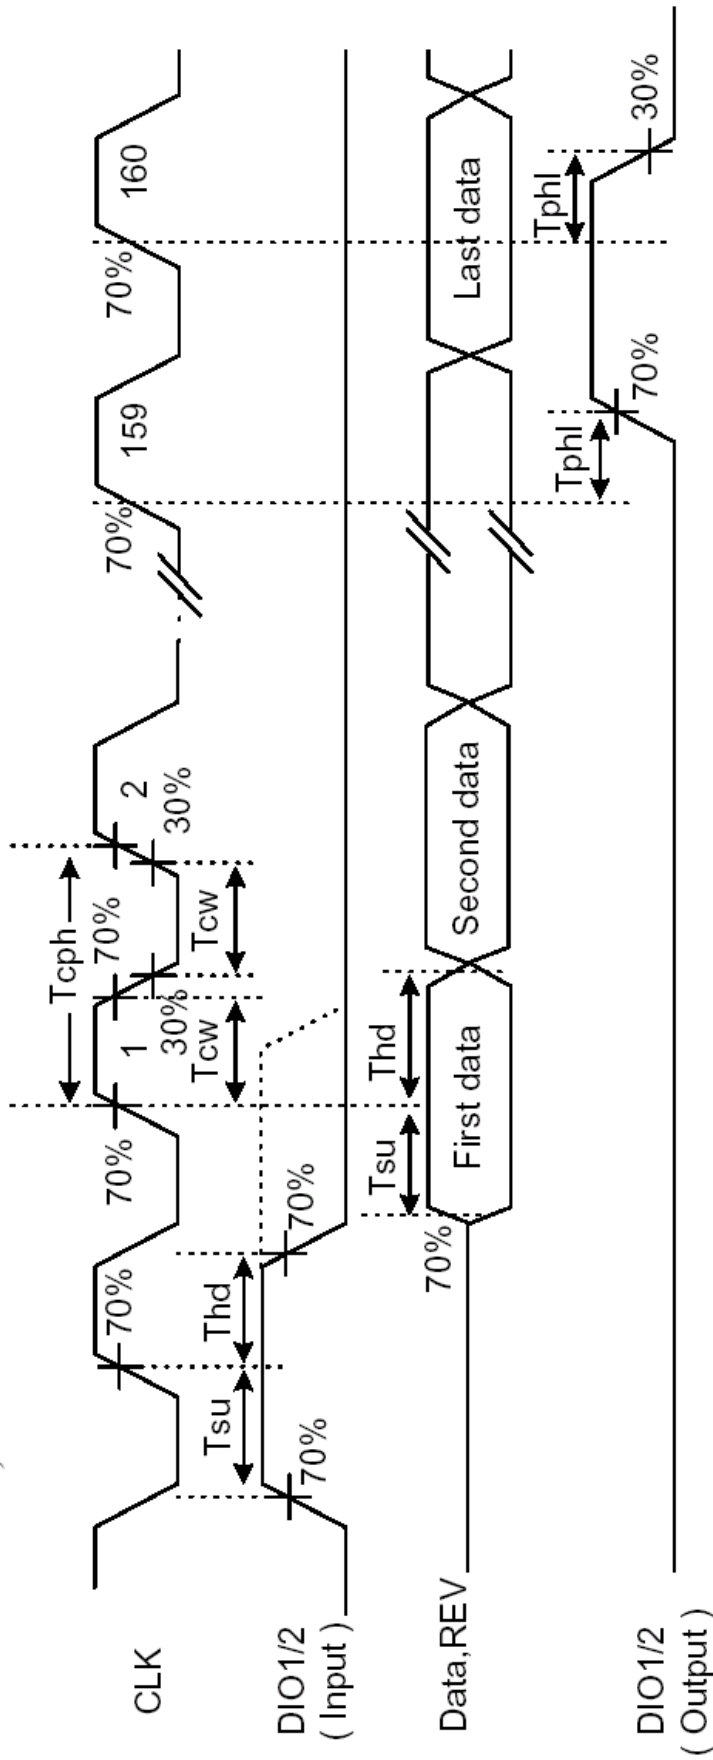 CLK
70%
70%
1
30%
Tcph
70%
2
30%
70%
159
70%
160
Tcw
Tcw
DIO1/2
( Input )
Tsu
Thd
70%
70%
Data,REV
70%
Tsu
Thd
First data
Second data
Last data
DIO1/2
( Output )
Tphl
70%
Tphl
30%